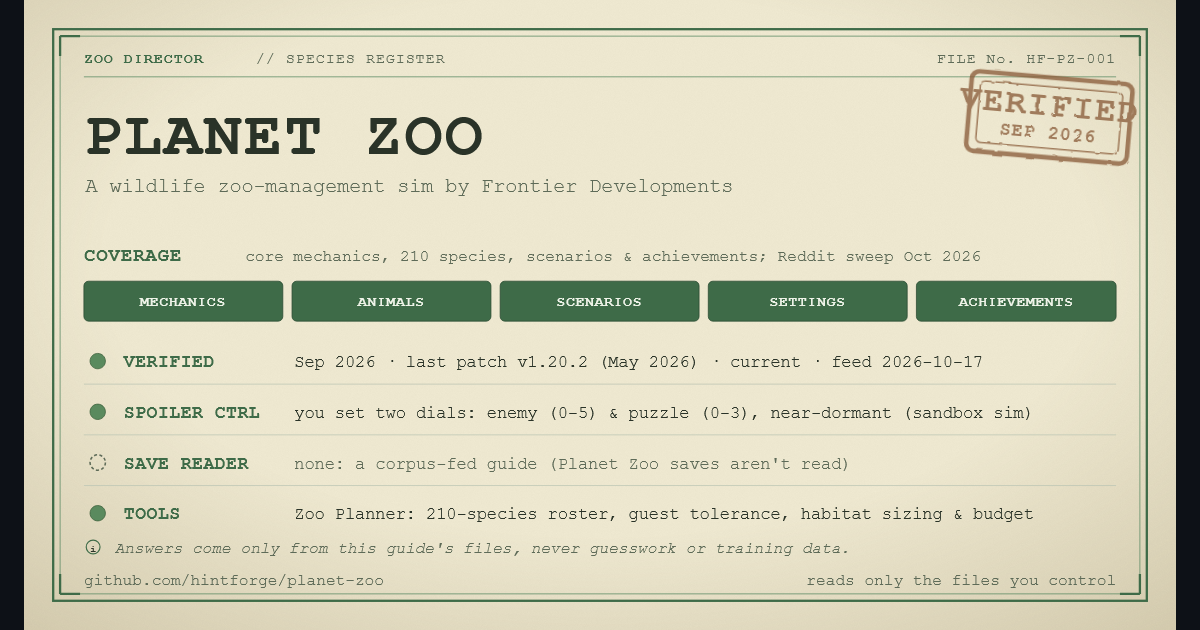 ZOO DIRECTOR // SPECIES REGISTER FILE No. HF-PZ-001
VERIFIED
SEP 2026
PLANET ZOO
A wildlife zoo-management sim by Frontier Developments
COVERAGE core mechanics, 210 species, scenarios & achievements; Reddit sweep Oct 2026
MECHANICS ANIMALS SCENARIOS SETTINGS ACHIEVEMENTS
VERIFIED Sep 2026 · last patch v1.20.2 (May 2026) · current · feed 2026-10-17
SPOILER CTRL you set two dials: enemy (0-5) & puzzle (0-3), near-dormant (sandbox sim)
SAVE READER none: a corpus-fed guide (Planet Zoo saves aren't read)
TOOLS Zoo Planner: 210-species roster, guest tolerance, habitat sizing & budget
i Answers come only from this guide's files, never guesswork or training data.
github.com/hintforge/planet-zoo reads only the files you control